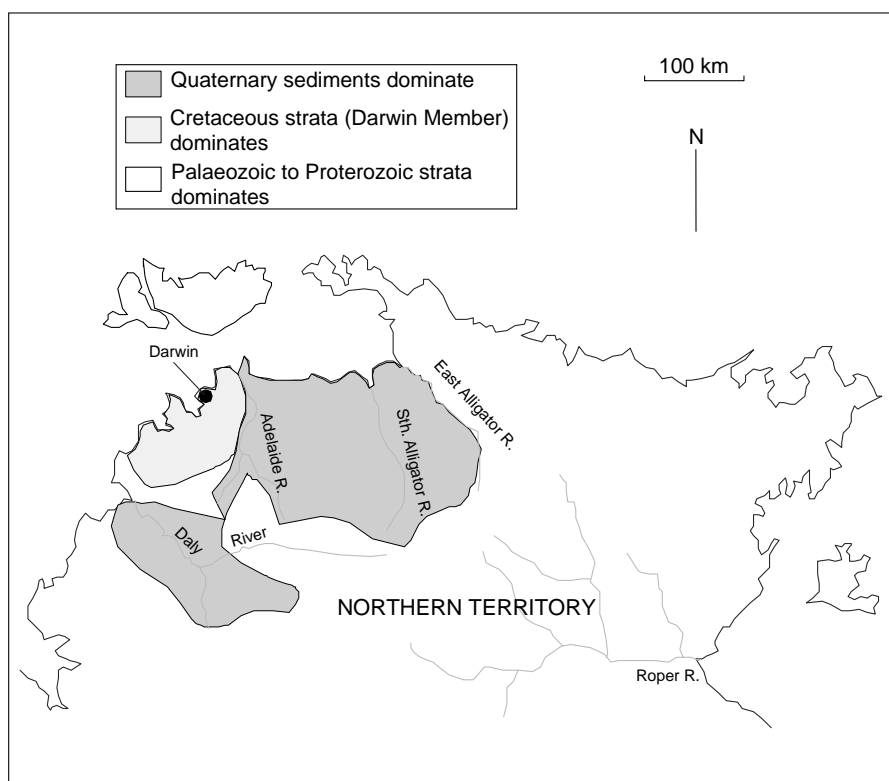 Quaternary sediments dominate
Cretaceous strata (Darwin Member)
dominates
Palaeozoic to Proterozoic strata
dominates
100 km
N
Darwin
East Alligator R.
Adelaide R.
Sth. Alligator R.
Daly
River
NORTHERN TERRITORY
Roper R.